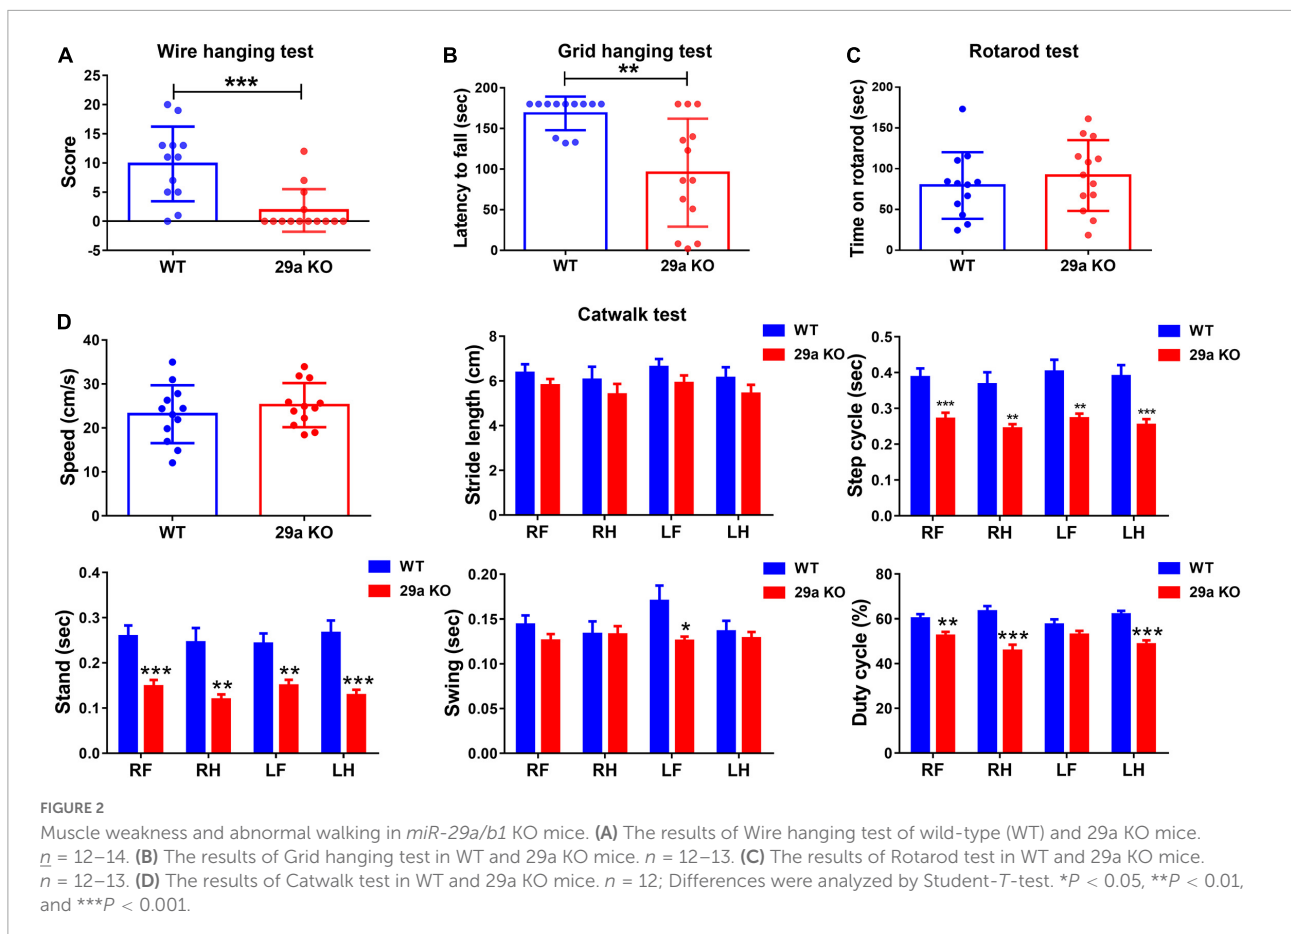 A
Wire hanging test
***
25
20
15
10
5
0
-5
Score
WT
29a KO
B
Grid hanging test
**
200
150
100
50
0
Latency to fall (sec)
WT
29a KO
C
Rotarod test
200
150
100
50
0
Time on rotarod (sec)
WT
29a KO
D
Catwalk test
40
30
20
10
0
Speed (cm/s)
WT
29a KO
WT
29a KO
8
6
4
2
0
Stride length (cm)
RF RH LF LH
WT
29a KO
0.5
0.4
0.3
0.2
0.1
0.0
Step cycle (sec)
*** ** ** ***
RF RH LF LH
WT
29a KO
0.4
0.3
0.2
0.1
0.0
Stand (sec)
*** ** ** ***
RF RH LF LH
WT
29a KO
0.20
0.15
0.10
0.05
0.00
Swing (sec)
*
RF RH LF LH
WT
29a KO
80
60
40
20
0
Duty cycle (%)
** *** ***
RF RH LF LH
FIGURE 2
Muscle weakness and abnormal walking in miR-29a/b1 KO mice. (A) The results of Wire hanging test of wild-type (WT) and 29a KO mice.
n = 12–14. (B) The results of Grid hanging test in WT and 29a KO mice. n = 12–13. (C) The results of Rotarod test in WT and 29a KO mice.
n = 12–13. (D) The results of Catwalk test in WT and 29a KO mice. n = 12; Differences were analyzed by Student-T-test. *P < 0.05, **P < 0.01,
and ***P < 0.001.